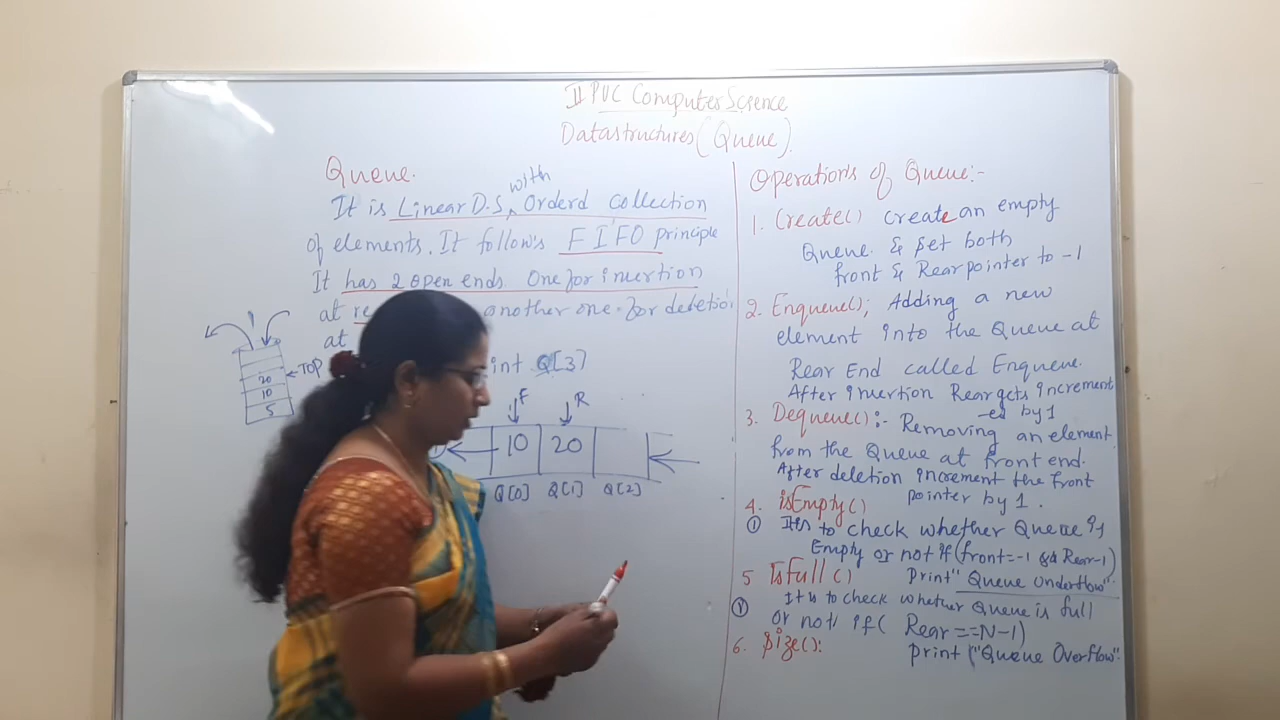 II PUC Computer Science
Datastructures (Queue)
Queue.
with
It is Linear D.S, Orderd collection
of elements. It follow's FIFO principle
It has 2 open ends. One for insertion
at re another one for deletion
at
int Q[3]
TOP
20
10
5
F R
10 20
Q[0] Q[1] Q[2]
Operations of Queue:-
1. Create() Create an empty
Queue & set both
front & Rear pointer to -1
2. Enqueue(); Adding a new
element into the Queue at
Rear End called Enqueue.
After insertion Rear gets increment
-ed by 1
3. Dequeue():- Removing an element
from the Queue at front end.
After deletion increment the front
pointer by 1.
4. isEmpty()
① It is to check whether Queue is
Empty or not if (front=-1 && Rear-1)
Print" Queue Underflow"
5 IsFull()
① It is to check whether Queue is full
or not if( Rear==N-1)
print ("Queue Overflow"
6. Size():